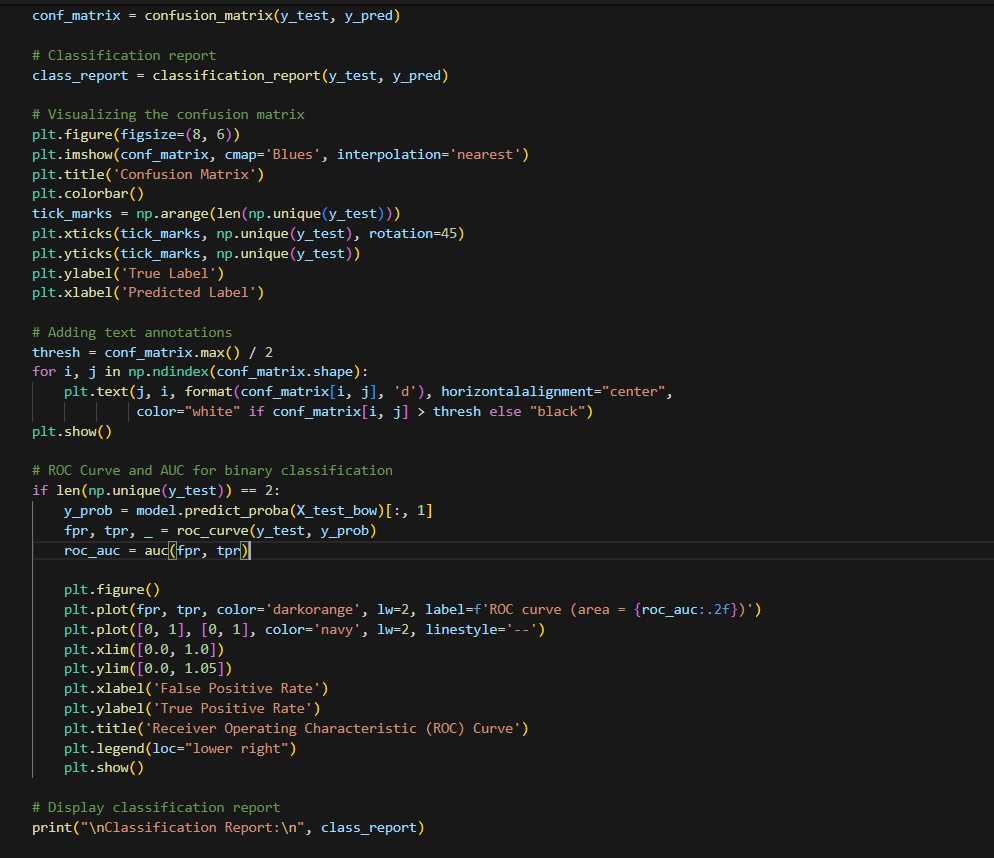 conf_matrix = confusion_matrix(y_test, y_pred)
# Classification report
class_report = classification_report(y_test, y_pred)
# Visualizing the confusion matrix
plt.figure(figsize=(8, 6))
plt.imshow(conf_matrix, cmap='Blues', interpolation='nearest')
plt.title('Confusion Matrix')
plt.colorbar()
tick_marks = np.arange(len(np.unique(y_test)))
plt.xticks(tick_marks, np.unique(y_test), rotation=45)
plt.yticks(tick_marks, np.unique(y_test))
plt.ylabel('True Label')
plt.xlabel('Predicted Label')
# Adding text annotations
thresh = conf_matrix.max() / 2
for i, j in np.ndindex(conf_matrix.shape):
    plt.text(j, i, format(conf_matrix[i, j], 'd'), horizontalalignment="center",
             color="white" if conf_matrix[i, j] > thresh else "black")
plt.show()
# ROC Curve and AUC for binary classification
if len(np.unique(y_test)) == 2:
    y_prob = model.predict_proba(X_test_bow)[:, 1]
    fpr, tpr, _ = roc_curve(y_test, y_prob)
    roc_auc = auc(fpr, tpr)
    plt.figure()
    plt.plot(fpr, tpr, color='darkorange', lw=2, label=f'ROC curve (area = {roc_auc:.2f})')
    plt.plot([0, 1], [0, 1], color='navy', lw=2, linestyle='--')
    plt.xlim([0.0, 1.0])
    plt.ylim([0.0, 1.05])
    plt.xlabel('False Positive Rate')
    plt.ylabel('True Positive Rate')
    plt.title('Receiver Operating Characteristic (ROC) Curve')
    plt.legend(loc="lower right")
    plt.show()
# Display classification report
print("\nClassification Report:\n", class_report)